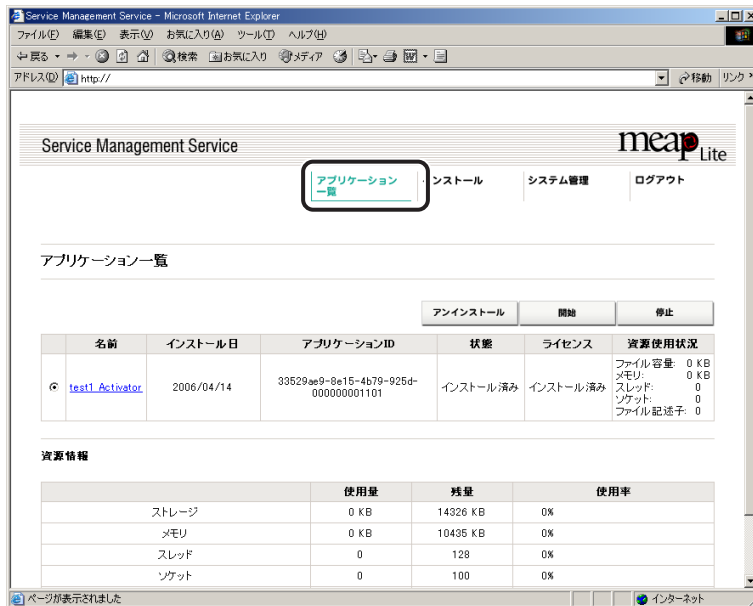 Service Management Service - Microsoft Internet Explorer
ファイル(F) 編集(E) 表示(V) お気に入り(A) ツール(T) ヘルプ(H)
戻る 検索 お気に入り メディア
アドレス(D) http:// 移動 リンク
Service Management Service
meap Lite
アプリケーション
一覧
ンストール システム管理 ログアウト
アプリケーション一覧
アンインストール 開始 停止
名前 インストール日 アプリケーションID 状態 ライセンス 資源使用状況
test1 Activator 2006/04/14 33529ae9-8e15-4b79-925d-
000000001101
インストール済み インストール済み
ファイル容量: 0 KB
メモリ: 0 KB
スレッド: 0
ソケット: 0
ファイル記述子: 0
資源情報
使用量 残量 使用率
ストレージ 0 KB 14326 KB 0%
メモリ 0 KB 10435 KB 0%
スレッド 0 128 0%
ソケット 0 100 0%
ページが表示されました インターネット